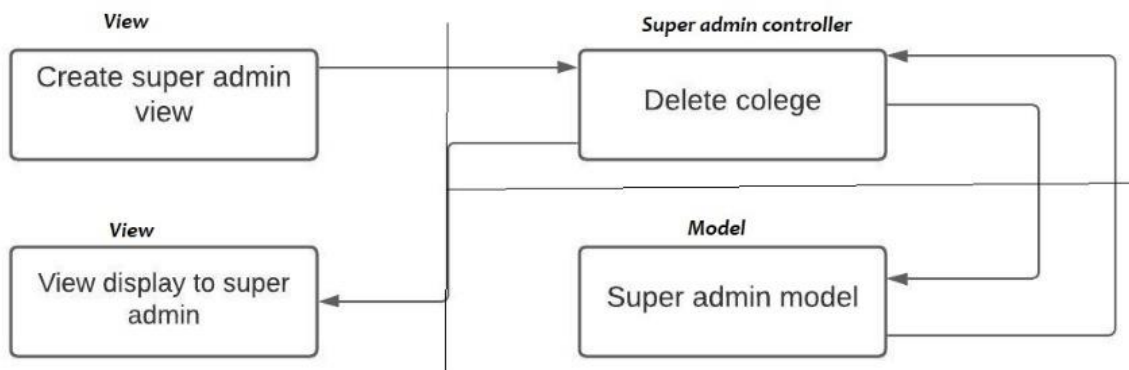 View
Super admin controller
Create super admin
view
Delete colege
View
Model
View display to super
admin
Super admin model